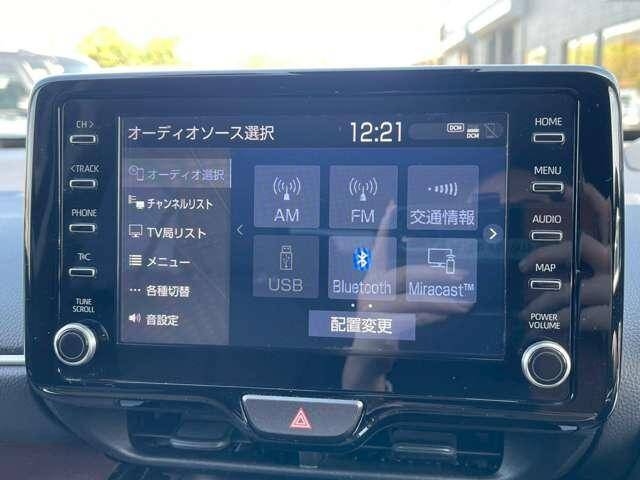 CH >
< TRACK
PHONE
TUNE
SCROLL
オーディオソース選択
12:21
DCM
DCM
オーディオ選択
チャンネルリスト
TV局リスト
メニュー
各種切替
音設定
AM
FM
交通情報
USB
Bluetooth
Miracast™
配置変更
HOME
MENU
AUDIO
MAP
POWER
VOLUME